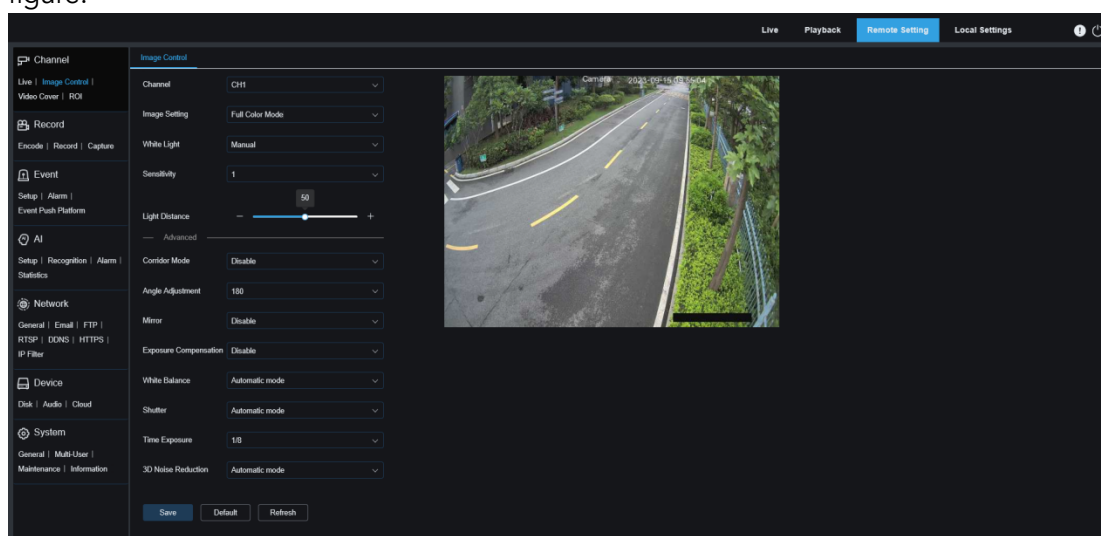 figure.
Live Playback Remote Setting Local Settings
Channel
Live | Image Control |
Video Cover | ROI
Record
Encode | Record | Capture
Event
Setup | Alarm |
Event Push Platform
AI
Setup | Recognition | Alarm |
Statistics
Network
General | Email | FTP |
RTSP | DDNS | HTTPS |
IP Filter
Device
Disk | Audio | Cloud
System
General | Multi-User |
Maintenance | Information
Image Control
Channel CH1
Image Setting Full Color Mode
White Light Manual
Sensitivity 1
50
Light Distance - +
Advanced
Corridor Mode Disable
Angle Adjustment 180
Mirror Disable
Exposure Compensation Disable
White Balance Automatic mode
Shutter Automatic mode
Time Exposure 1/8
3D Noise Reduction Automatic mode
Save Default Refresh
Camera